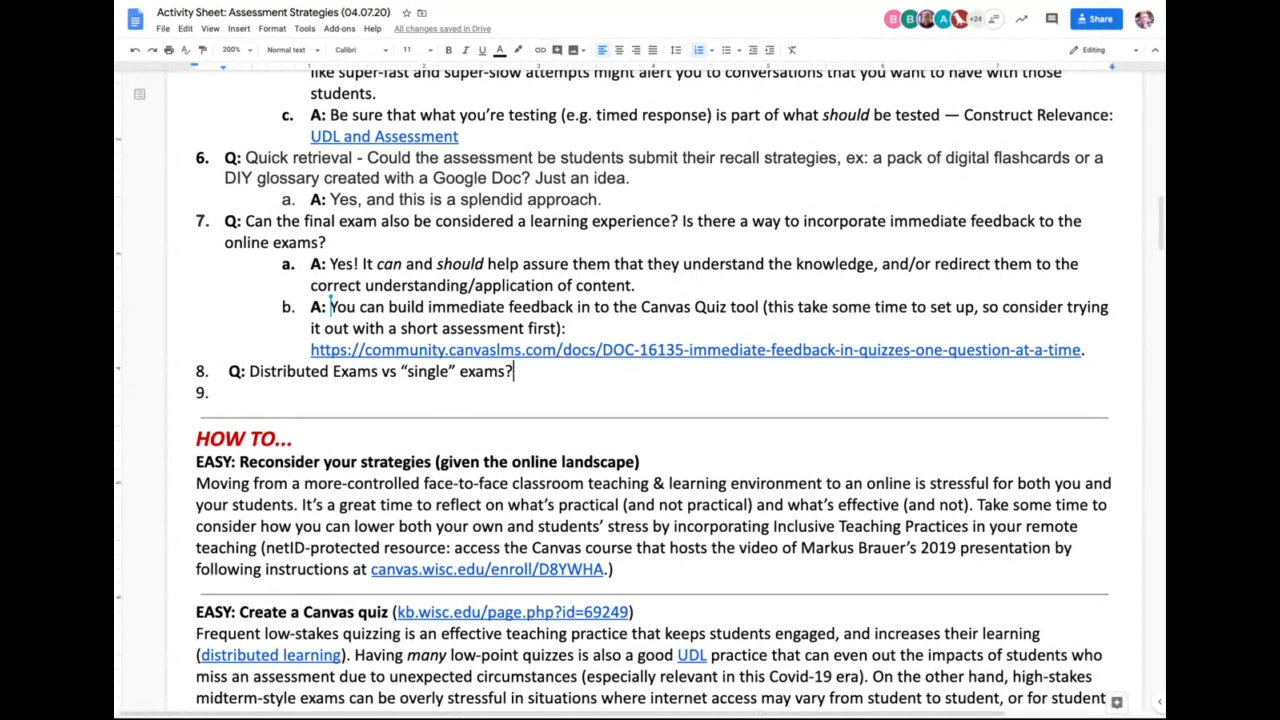 Activity Sheet: Assessment Strategies (04.07.20)
File Edit View Insert Format Tools Add-ons Help All changes saved in Drive
B B A +24 Share
200% Normal text Calibri 11 B I U A Editing
1 2 3 4 5 6 7
like super-fast and super-slow attempts might alert you to conversations that you want to have with those
students.
c. A: Be sure that what you're testing (e.g. timed response) is part of what should be tested — Construct Relevance:
UDL and Assessment
6. Q: Quick retrieval - Could the assessment be students submit their recall strategies, ex: a pack of digital flashcards or a
DIY glossary created with a Google Doc? Just an idea.
a. A: Yes, and this is a splendid approach.
7. Q: Can the final exam also be considered a learning experience? Is there a way to incorporate immediate feedback to the
online exams?
a. A: Yes! It can and should help assure them that they understand the knowledge, and/or redirect them to the
correct understanding/application of content.
b. A: You can build immediate feedback in to the Canvas Quiz tool (this take some time to set up, so consider trying
it out with a short assessment first):
https://community.canvaslms.com/docs/DOC-16135-immediate-feedback-in-quizzes-one-question-at-a-time.
8. Q: Distributed Exams vs “single” exams?
9.
HOW TO...
EASY: Reconsider your strategies (given the online landscape)
Moving from a more-controlled face-to-face classroom teaching & learning environment to an online is stressful for both you and
your students. It's a great time to reflect on what's practical (and not practical) and what's effective (and not). Take some time to
consider how you can lower both your own and students' stress by incorporating Inclusive Teaching Practices in your remote
teaching (netID-protected resource: access the Canvas course that hosts the video of Markus Brauer's 2019 presentation by
following instructions at canvas.wisc.edu/enroll/D8YWHA.)
EASY: Create a Canvas quiz (kb.wisc.edu/page.php?id=69249)
Frequent low-stakes quizzing is an effective teaching practice that keeps students engaged, and increases their learning
(distributed learning). Having many low-point quizzes is also a good UDL practice that can even out the impacts of students who
miss an assessment due to unexpected circumstances (especially relevant in this Covid-19 era). On the other hand, high-stakes
midterm-style exams can be overly stressful in situations where internet access may vary from student to student, or for student